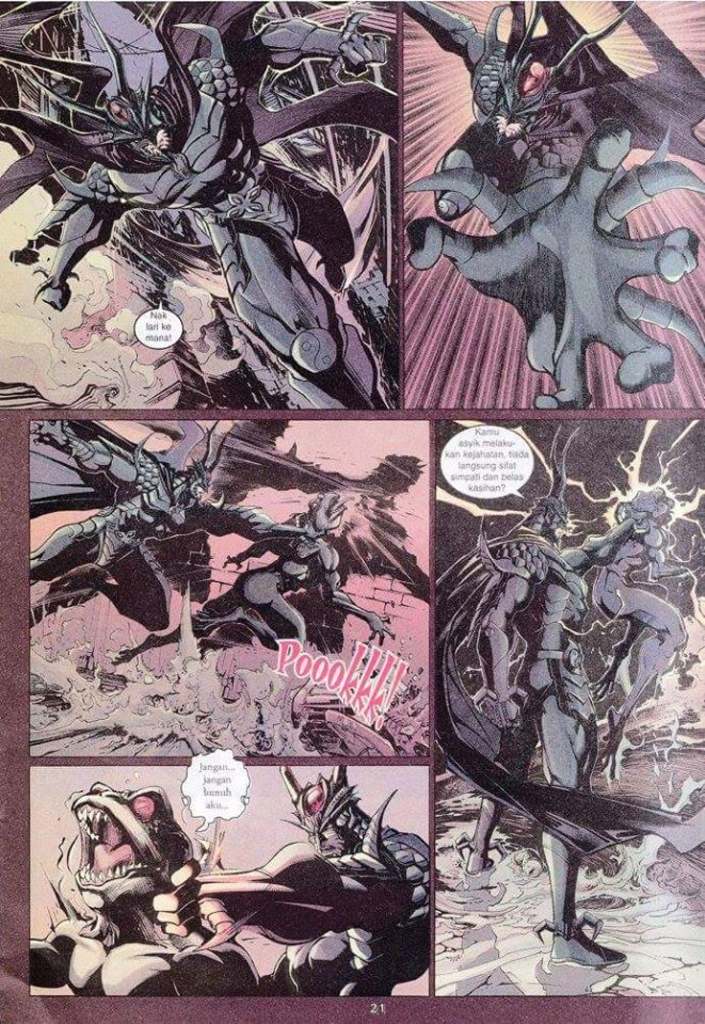 Nak
lari ke
mana!
Poookkk!!
Jangan...
jangan
bunuh
aku...
Kamu
asyik melaku-
kan kejahatan, tiada
langsung sifat
simpati dan belas
kasihan?
21